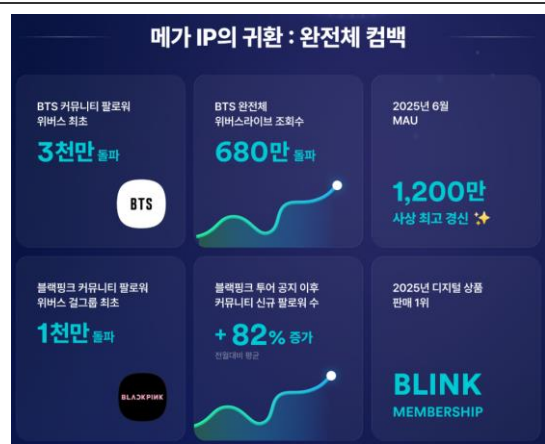 메가 IP의 귀환 : 완전체 컴백
BTS 커뮤니티 팔로워
위버스 최초
3천만 돌파
BTS
BTS 완전체
위버스라이브 조회수
680만 돌파
2025년 6월
MAU
1,200만
사상 최고 경신 ✨
블랙핑크 커뮤니티 팔로워
위버스 걸그룹 최초
1천만 돌파
BLACKPINK
블랙핑크 투어 공지 이후
커뮤니티 신규 팔로워 수
+ 82% 증가
전월대비 평균
2025년 디지털 상품
판매 1위
BLINK
MEMBERSHIP